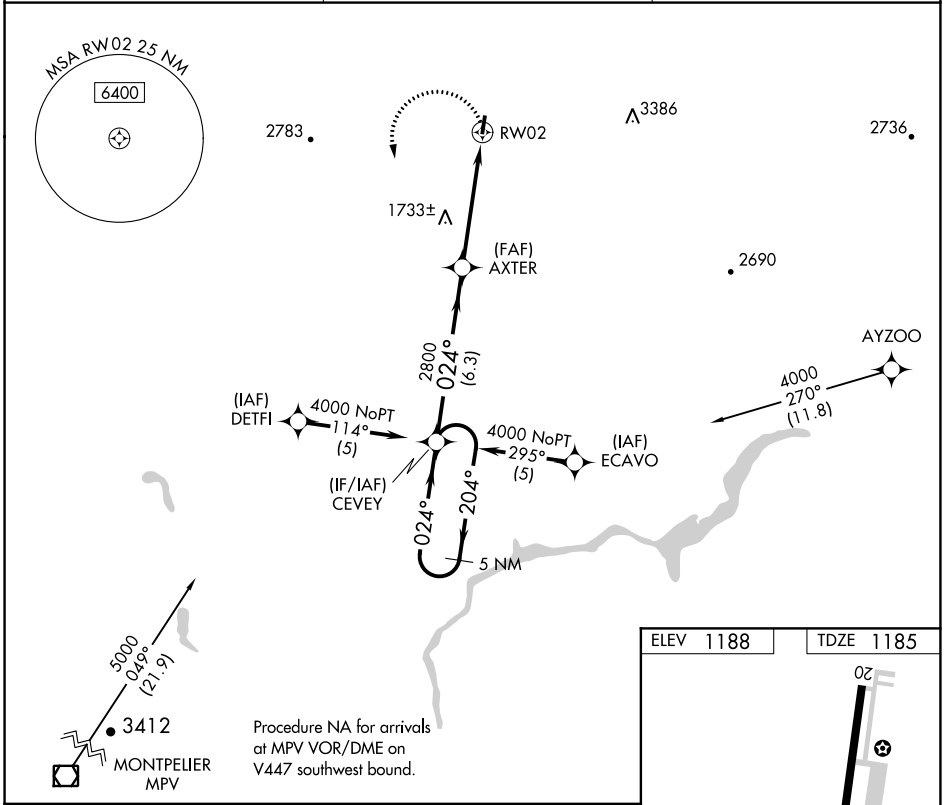 MSA RW02 25 NM
6400
2783
RW02
3386
2736
1733±
(FAF)
AXTER
2690
2800
024°
(6.3)
AYZOO
4000
270°
(11.8)
(IAF)
DETFI
4000 NoPT
114°
(5)
4000 NoPT
295°
(5)
(IAF)
ECAVO
(IF/IAF)
CEVEY
024°
204°
5 NM
5000
049°
(21.9)
3412
MONTPELIER
MPV
Procedure NA for arrivals
at MPV VOR/DME on
V447 southwest bound.
ELEV 1188
TDZE 1185
20